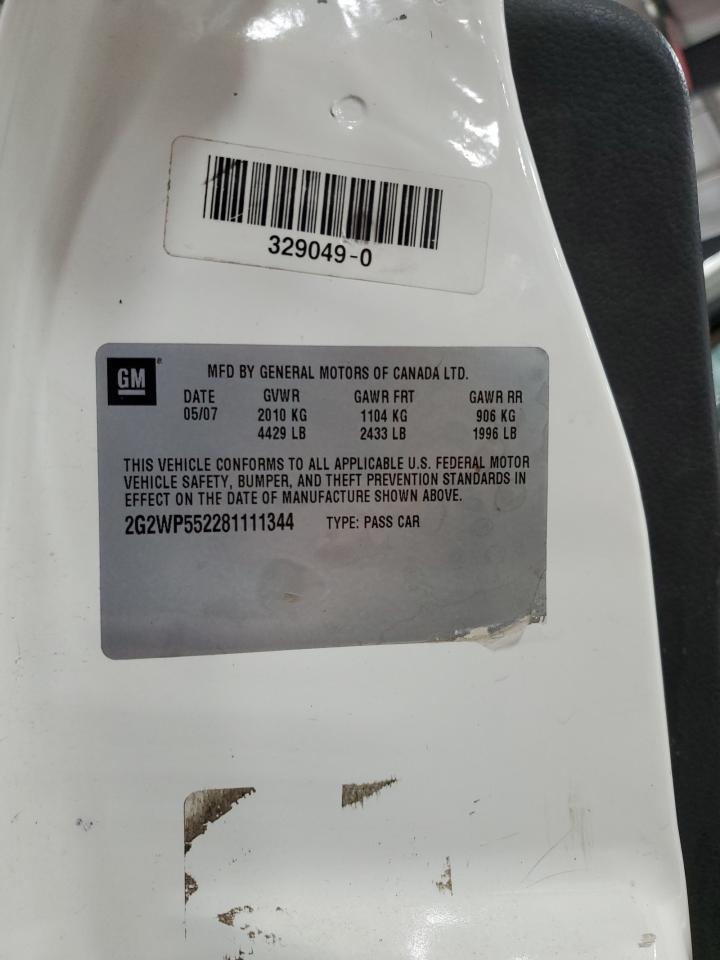 329049-0
GM®
MFD BY GENERAL MOTORS OF CANADA LTD.
DATE GVWR GAWR FRT GAWR RR
05/07 2010 KG 1104 KG 906 KG
4429 LB 2433 LB 1996 LB
THIS VEHICLE CONFORMS TO ALL APPLICABLE U.S. FEDERAL MOTOR
VEHICLE SAFETY, BUMPER, AND THEFT PREVENTION STANDARDS IN
EFFECT ON THE DATE OF MANUFACTURE SHOWN ABOVE.
2G2WP552281111344 TYPE: PASS CAR